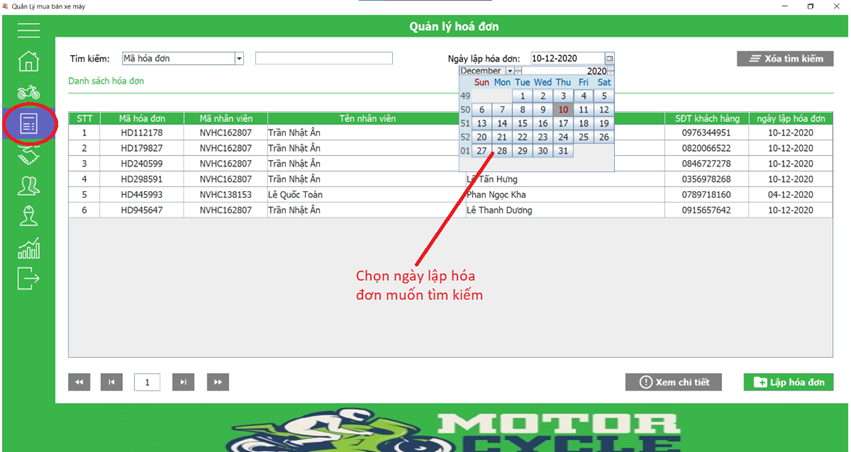 Quản Lý mua bán xe máy
Quản lý hoá đơn
Tìm kiếm: Mã hóa đơn Ngày lập hóa đơn: 10-12-2020 Xóa tìm kiếm
December 2020
Danh sách hóa đơn
Sun Mon Tue Wed Thu Fri Sat
49 1 2 3 4 5
50 6 7 8 9 10 11 12
51 13 14 15 16 17 18 19
52 20 21 22 23 24 25 26
01 27 28 29 30 31
STT Mã hóa đơn Mã nhân viên Tên nhân viên SĐT khách hàng ngày lập hóa đơn
1 HD112178 NVHC162807 Trần Nhật Ân 0976344951 10-12-2020
2 HD179827 NVHC162807 Trần Nhật Ân 0820066522 10-12-2020
3 HD240599 NVHC162807 Trần Nhật Ân 0846727278 10-12-2020
4 HD298591 NVHC162807 Trần Nhật Ân Lê Tấn Hưng 0356978268 10-12-2020
5 HD445993 NVHC138153 Lê Quốc Toàn Phan Ngọc Kha 0789718160 04-12-2020
6 HD945647 NVHC162807 Trần Nhật Ân Lê Thanh Dương 0915657642 10-12-2020
Chọn ngày lập hóa
đơn muốn tìm kiếm
1 Xem chi tiết Lập hóa đơn
MOTOR
CYCLE